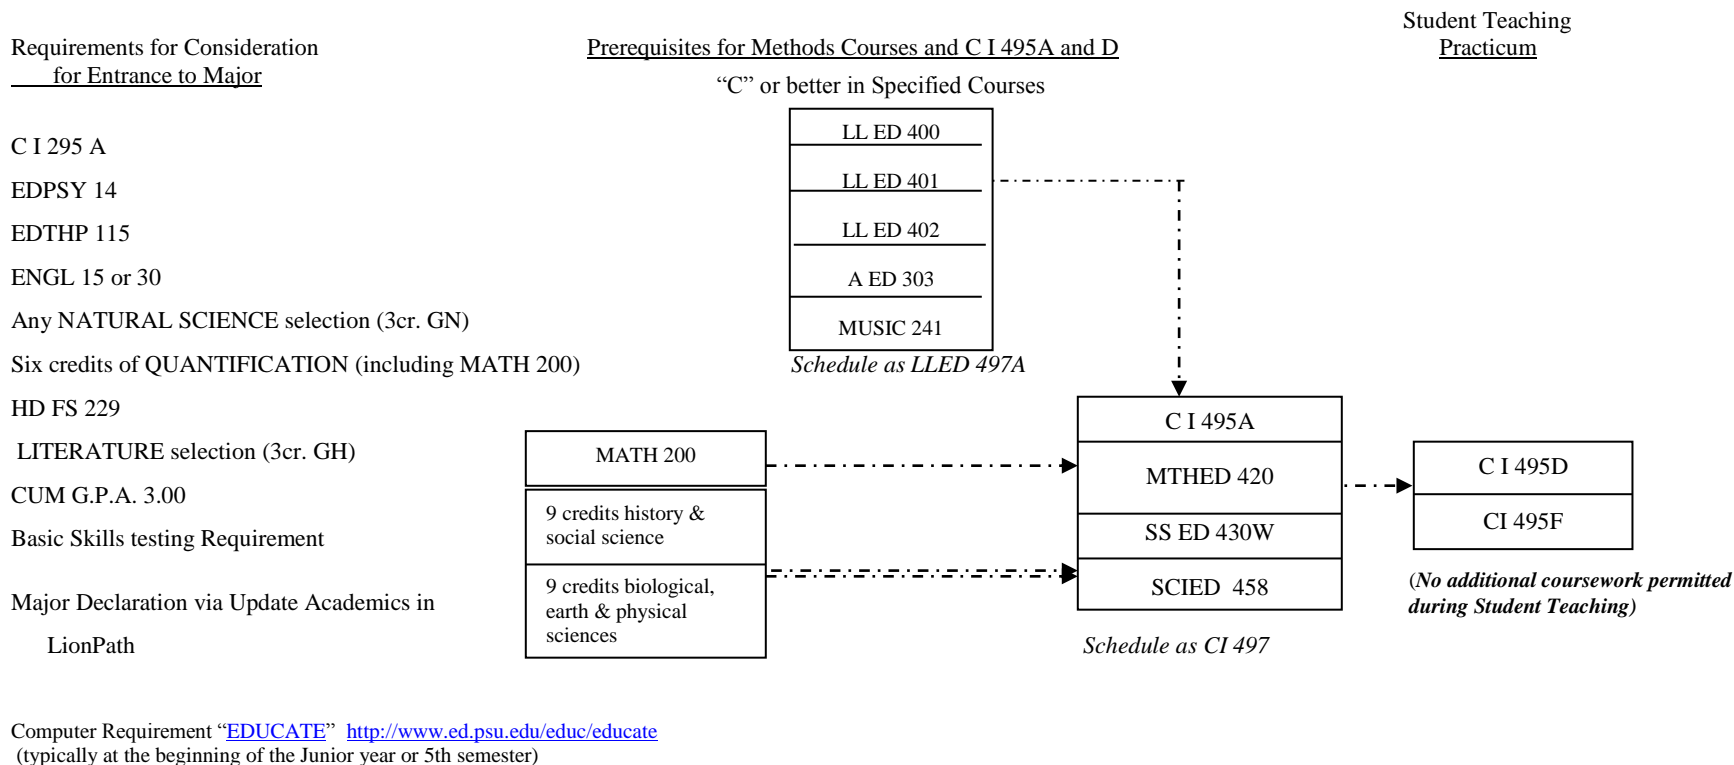 Requirements for Consideration
for Entrance to Major
C I 295 A
EDPSY 14
EDTHP 115
ENGL 15 or 30
Any NATURAL SCIENCE selection (3cr. GN)
Six credits of QUANTIFICATION (including MATH 200)
HD FS 229
LITERATURE selection (3cr. GH)
CUM G.P.A. 3.00
Basic Skills testing Requirement
Major Declaration via Update Academics in
LionPath
Prerequisites for Methods Courses and C I 495A and D
“C” or better in Specified Courses
LL ED 400
LL ED 401
LL ED 402
A ED 303
MUSIC 241
Schedule as LLED 497A
MATH 200
9 credits history &
social science
9 credits biological,
earth & physical
sciences
C I 495A
MTHED 420
SS ED 430W
SCIED 458
Schedule as CI 497
Student Teaching
Practicum
C I 495D
CI 495F
(No additional coursework permitted
during Student Teaching)
Computer Requirement “EDUCATE” http://www.ed.psu.edu/educ/educate
(typically at the beginning of the Junior year or 5th semester)